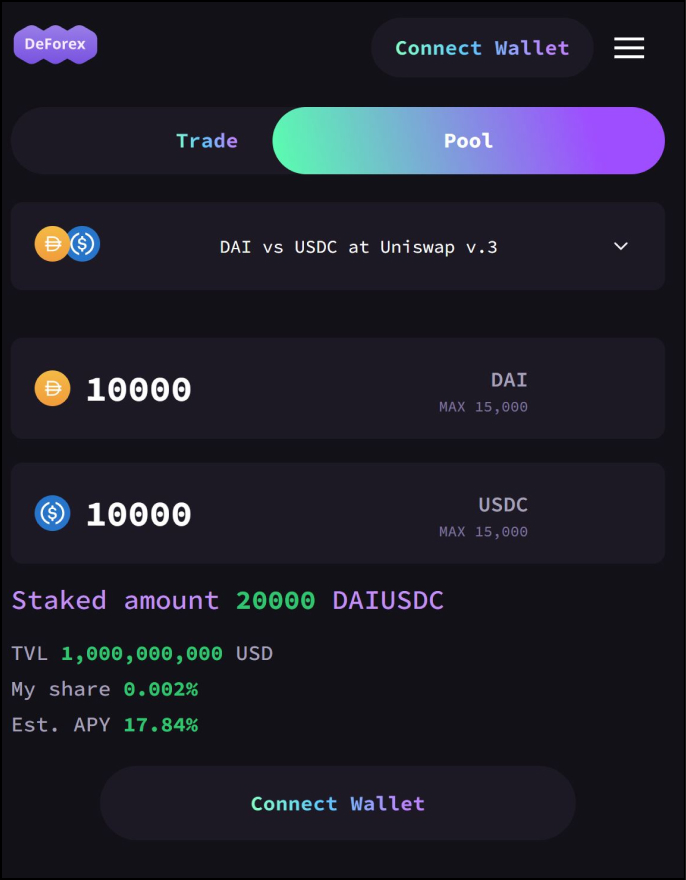 DeForex
Connect Wallet
Trade
Pool
DAI vs USDC at Uniswap v.3
10000
DAI
MAX 15,000
10000
USDC
MAX 15,000
Staked amount 20000 DAIUSDC
TVL 1,000,000,000 USD
My share 0.002%
Est. APY 17.84%
Connect Wallet